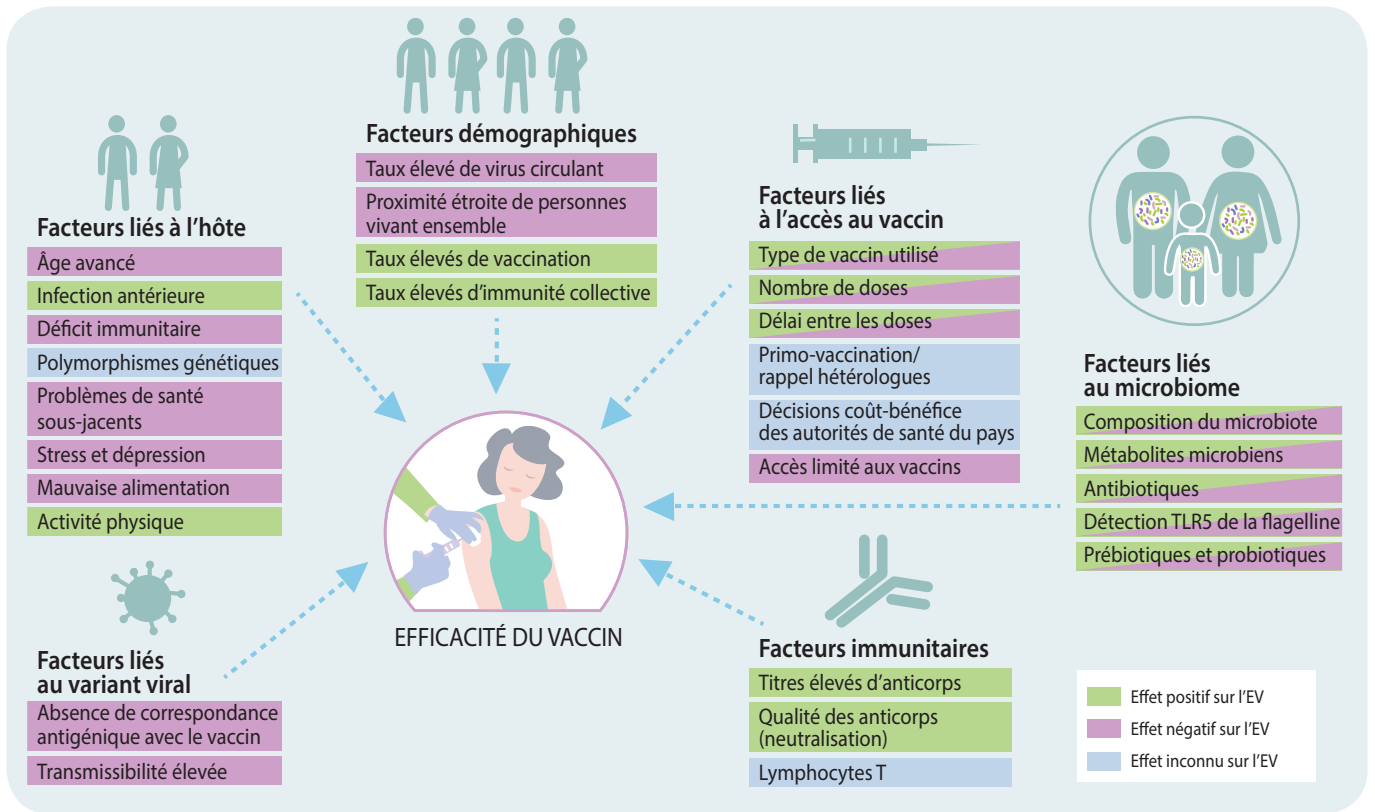 Facteurs démographiques
Taux élevé de virus circulant
Proximité étroite de personnes
vivant ensemble
Taux élevés de vaccination
Taux élevés d'immunité collective
Facteurs liés à l'hôte
Âge avancé
Infection antérieure
Déficit immunitaire
Polymorphismes génétiques
Problèmes de santé
sous-jacents
Stress et dépression
Mauvaise alimentation
Activité physique
Facteurs liés
à l'accès au vaccin
Type de vaccin utilisé
Nombre de doses
Délai entre les doses
Primo-vaccination/
rappel hétérologues
Décisions coût-bénéfice
des autorités de santé du pays
Accès limité aux vaccins
Facteurs liés
au microbiome
Composition du microbiote
Métabolites microbiens
Antibiotiques
Détection TLR5 de la flagelline
Prébiotiques et probiotiques
EFFICACITÉ DU VACCIN
Facteurs liés
au variant viral
Absence de correspondance
antigénique avec le vaccin
Transmissibilité élevée
Facteurs immunitaires
Titres élevés d'anticorps
Qualité des anticorps
(neutralisation)
Lymphocytes T
Effet positif sur l'EV
Effet négatif sur l'EV
Effet inconnu sur l'EV